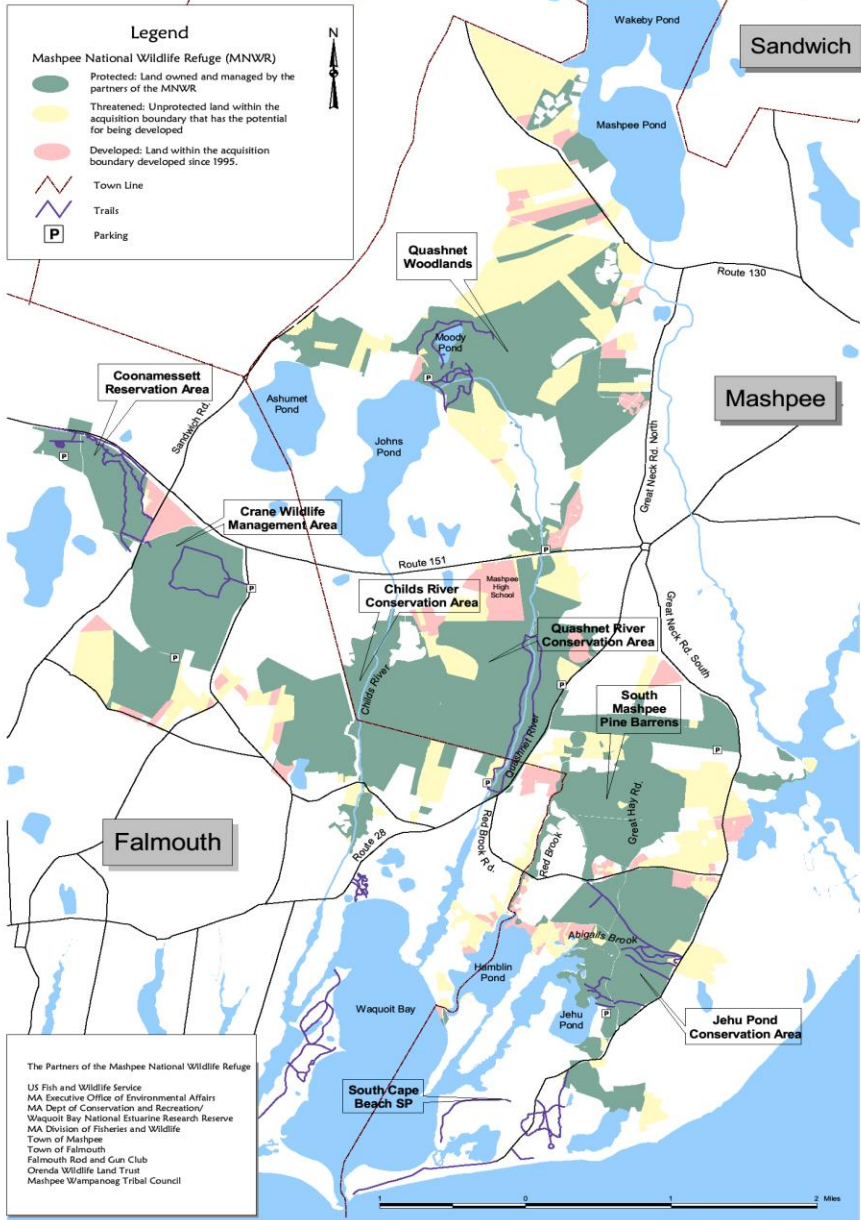 Legend
Mashpee National Wildlife Refuge (MNWR)
Protected: Land owned and managed by the
partners of the MNWR
Threatened: Unprotected land within the
acquisition boundary that has the potential
for being developed
Developed: Land within the acquisition
boundary developed since 1995.
Town Line
Trails
P
Parking
N
Wakeby Pond
Sandwich
Mashpee Pond
Quashnet
Woodlands
Route 130
Moody
Pond
P
Coonamessett
Reservation Area
Ashumet
Pond
Mashpee
Sandwich Rd.
Johns
Pond
Great Neck Rd. North
P
Crane Wildlife
Management Area
P
Route 151
Mashpee
High
School
P
Childs River
Conservation Area
Great Neck Rd. South
Quashnet River
Conservation Area
P
P
South
Mashpee
Pine Barrens
Childs River
Quashnet River
P
P
Great Hay Rd.
Falmouth
Route 28
Red Brook Rd.
Red Brook
Abigails Brook
Hamblin
Pond
Waquoit Bay
Jehu
Pond
P
Jehu Pond
Conservation Area
South Cape
Beach SP
The Partners of the Mashpee National Wildlife Refuge
US Fish and Wildlife Service
MA Executive Office of Environmental Affairs
MA Dept of Conservation and Recreation/
Waquoit Bay National Estuarine Research Reserve
MA Division of Fisheries and Wildlife
Town of Mashpee
Town of Falmouth
Falmouth Rod and Gun Club
Orenda Wildlife Land Trust
Mashpee Wampanoag Tribal Council
1 0 1 2 Miles